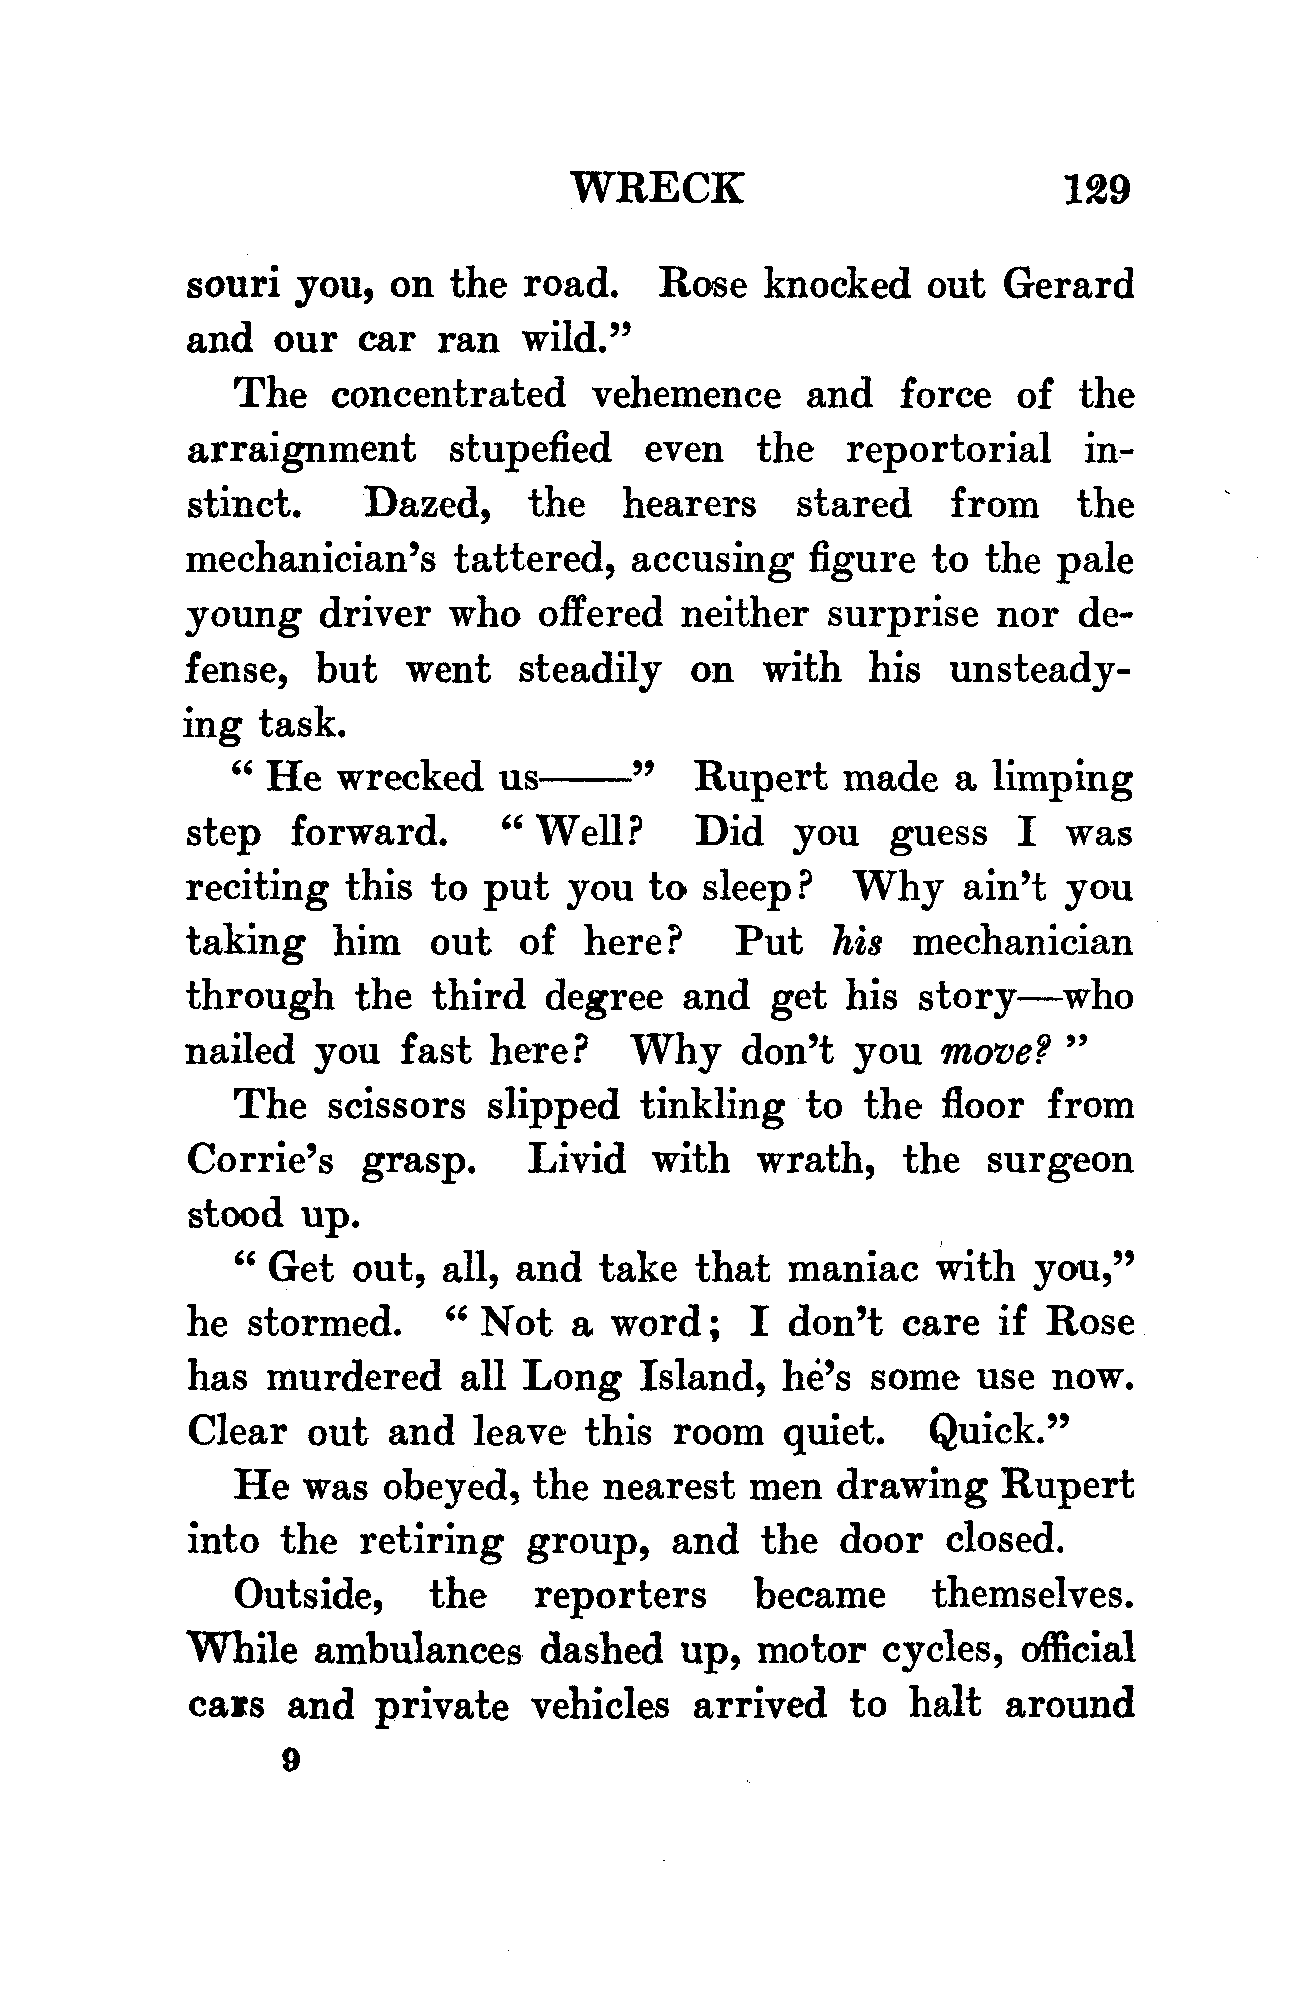 WRECK 129
souri you, on the road. Rose knocked out Gerard
and our car ran wild.”
The concentrated vehemence and force of the
arraignment stupefied even the reportorial in-
stinct. Dazed, the hearers stared from the
mechanician’s tattered, accusing figure to the pale
young driver who offered neither surprise nor de-
fense, but went steadily on with his unsteady-
ing task.
“ He wrecked us——” Rupert made a limping
step forward. “ Well? Did you guess I was
reciting this to put you to sleep? Why ain’t you
taking him out of here? Put his mechanician
through the third degree and get his story—who
nailed you fast here? Why don’t you move? ”
The scissors slipped tinkling to the floor from
Corrie’s grasp. Livid with wrath, the surgeon
stood up.
“ Get out, all, and take that maniac with you,”
he stormed. “ Not a word; I don’t care if Rose
has murdered all Long Island, he’s some use now.
Clear out and leave this room quiet. Quick.”
He was obeyed, the nearest men drawing Rupert
into the retiring group, and the door closed.
Outside, the reporters became themselves.
While ambulances dashed up, motor cycles, official
cars and private vehicles arrived to halt around
9